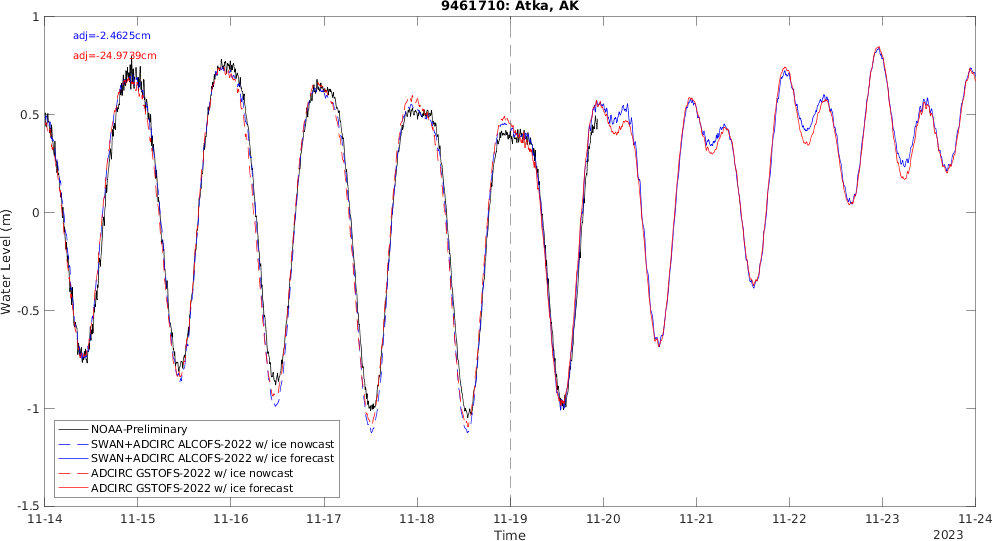 9461710: Atka, AK
adj=-2.4625cm
adj=-24.9739cm
1
0.5
0
-0.5
-1
-1.5
Water Level (m)
NOAA-Preliminary
SWAN+ADCIRC ALCOFS-2022 w/ ice nowcast
SWAN+ADCIRC ALCOFS-2022 w/ ice forecast
ADCIRC GSTOFS-2022 w/ ice nowcast
ADCIRC GSTOFS-2022 w/ ice forecast
11-14 11-15 11-16 11-17 11-18 11-19 11-20 11-21 11-22 11-23 11-24
Time
2023